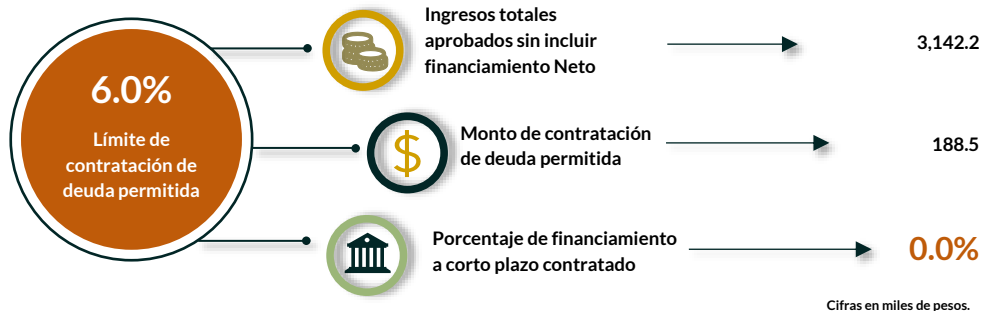 6.0%
Límite de
contratación de
deuda permitida
Ingresos totales
aprobados sin incluir
financiamiento Neto
3,142.2
$
Monto de contratación
de deuda permitida
188.5
Porcentaje de financiamiento
a corto plazo contratado
0.0%
Cifras en miles de pesos.